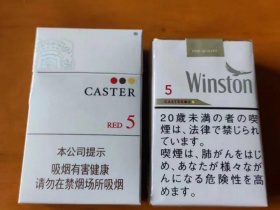 CASTER
RED 5
本公司提示
吸烟有害健康
请勿在禁烟场所吸烟
Winston
5
CASTER
20歳未満の者の喫
煙は、法律で禁じられ
ています。
喫煙は、肺がんをはじ
め、あなたが様々なが
んになる危険性を高
めます。